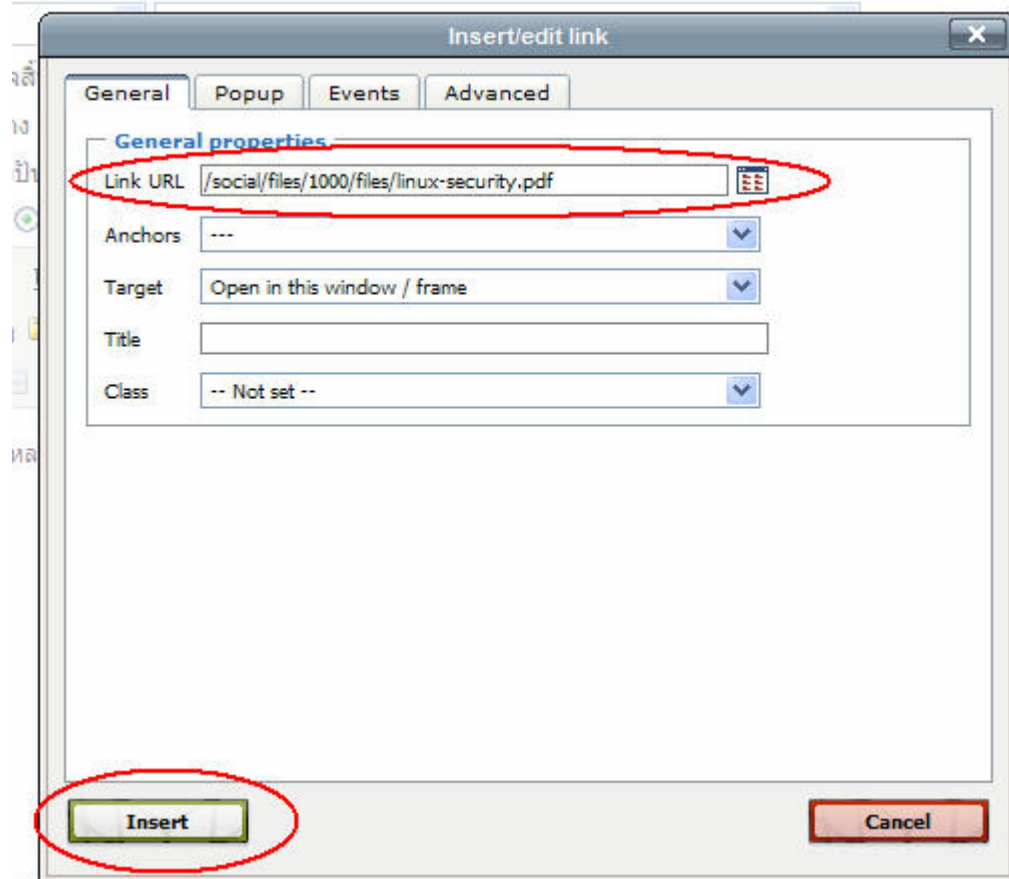 Insert/edit link
General Popup Events Advanced
General properties
Link URL /social/files/1000/files/linux-security.pdf
Anchors ---
Target Open in this window / frame
Title
Class -- Not set --
Insert Cancel